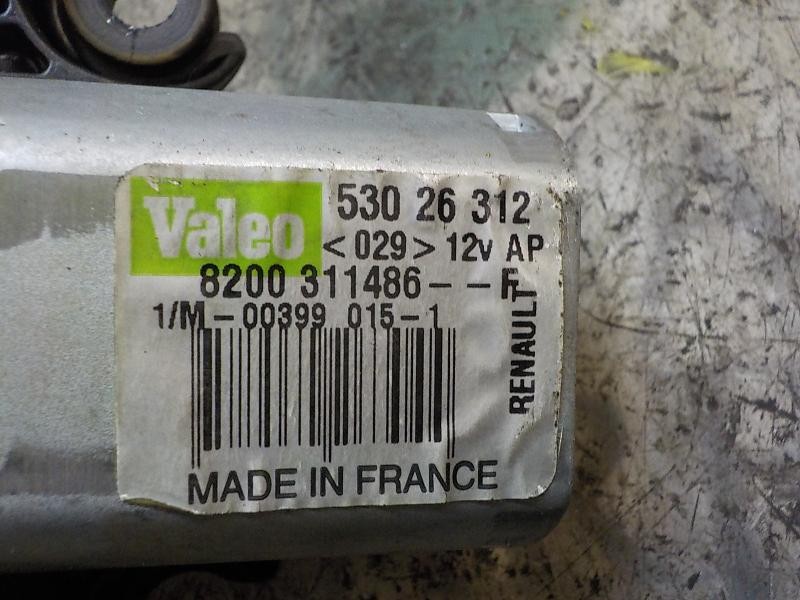 Valeo
530 26 312
<029> 12v AP
8200 311486--F
1/M-00399 015-1
RENAULT
MADE IN FRANCE